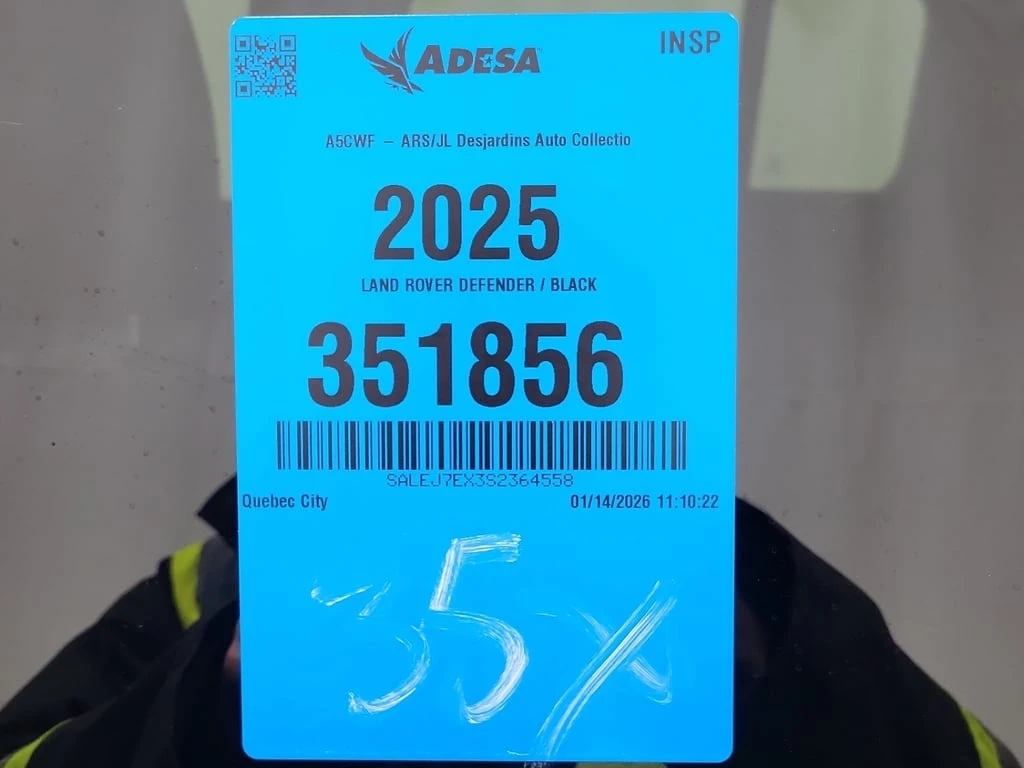 ADESA
INSP
A5CWF – ARS/JL Desjardins Auto Collectio
2025
LAND ROVER DEFENDER / BLACK
351856
SALEJ7EX3S2364558
Quebec City 01/14/2026 11:10:22
35X